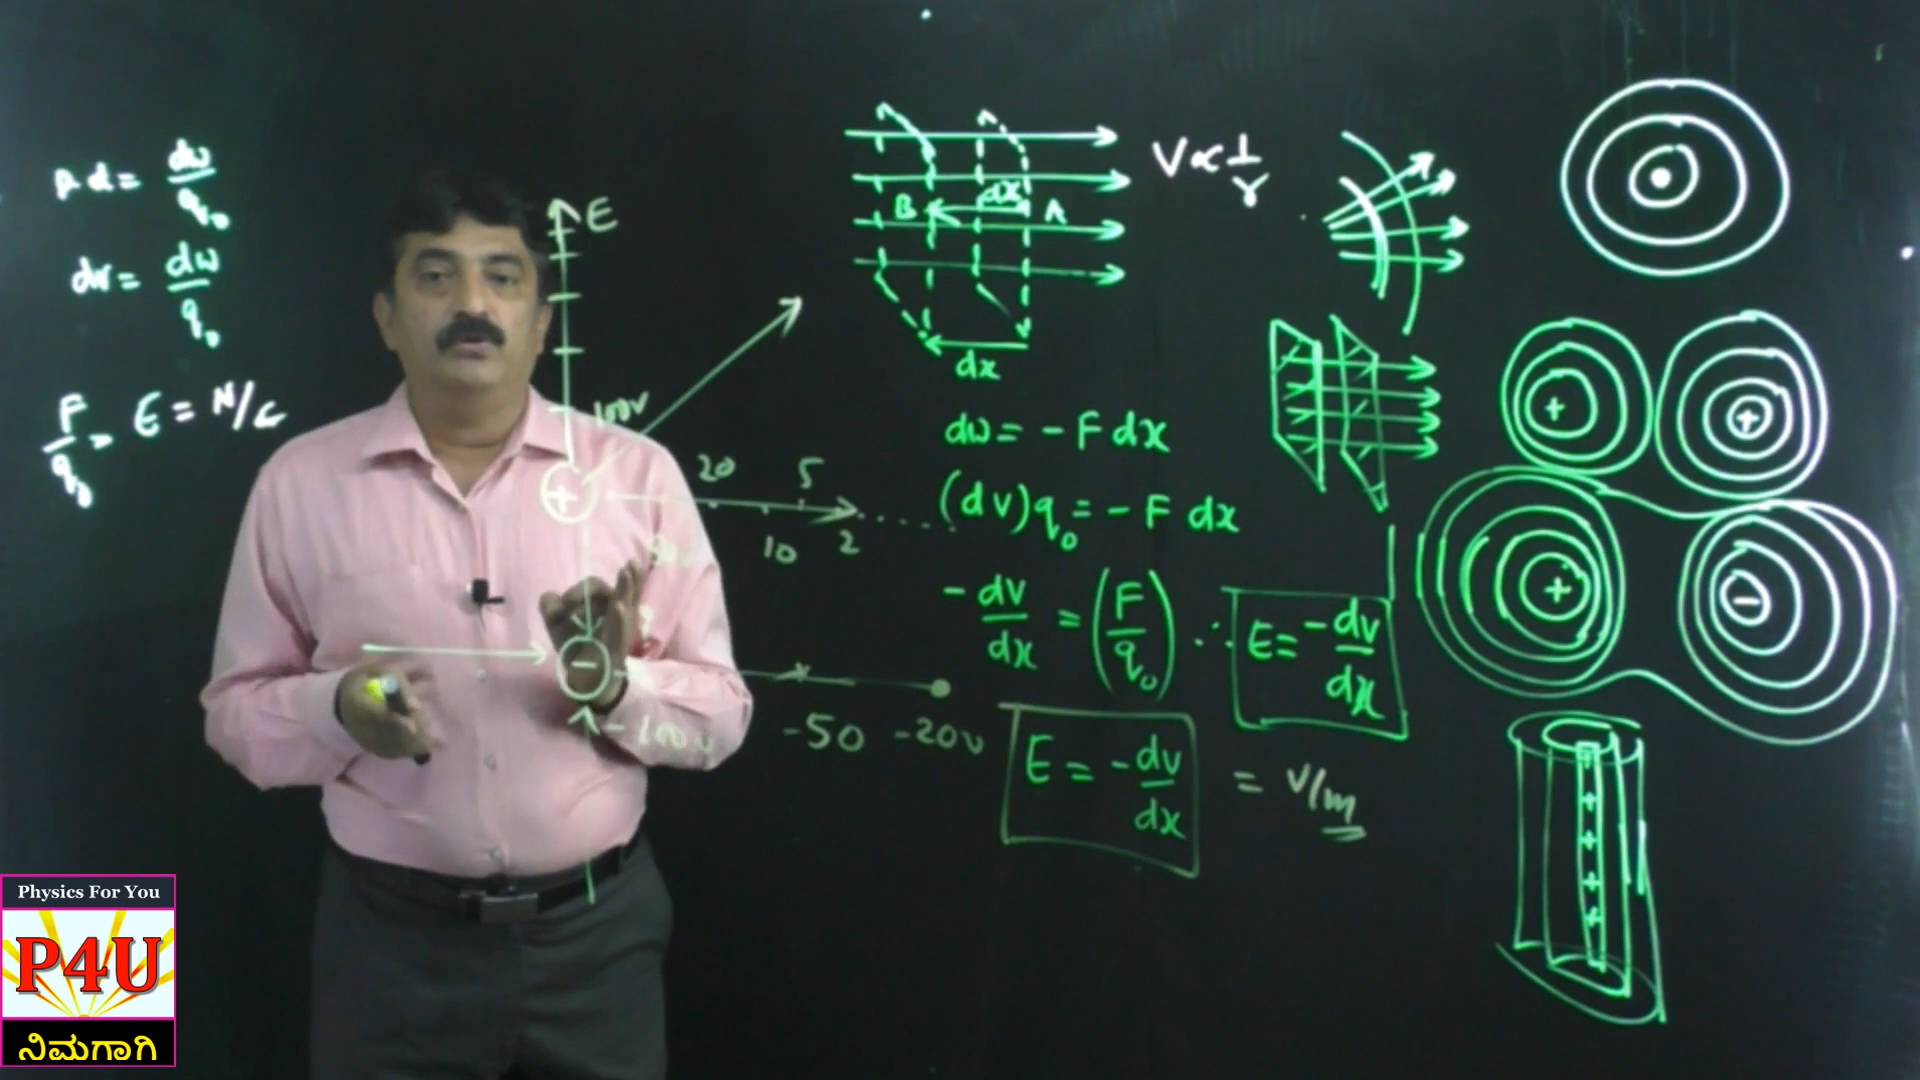 p d = dw/q₀
dv = dw/q₀
F/q₀ = E = N/C
E
100V
+
20
5
10
2
-
-100V
-50
-20V
dx
B
A
dx
V ∝ 1/r
dw = - F dx
(dv)q₀ = - F dx
-dv/dx = (F/q₀) ∴ E = -dv/dx
E = -dv/dx = V/m
+
+
+
-
+
+
+
+
+
Physics For You
P4U
ನಿಮಗಾಗಿ